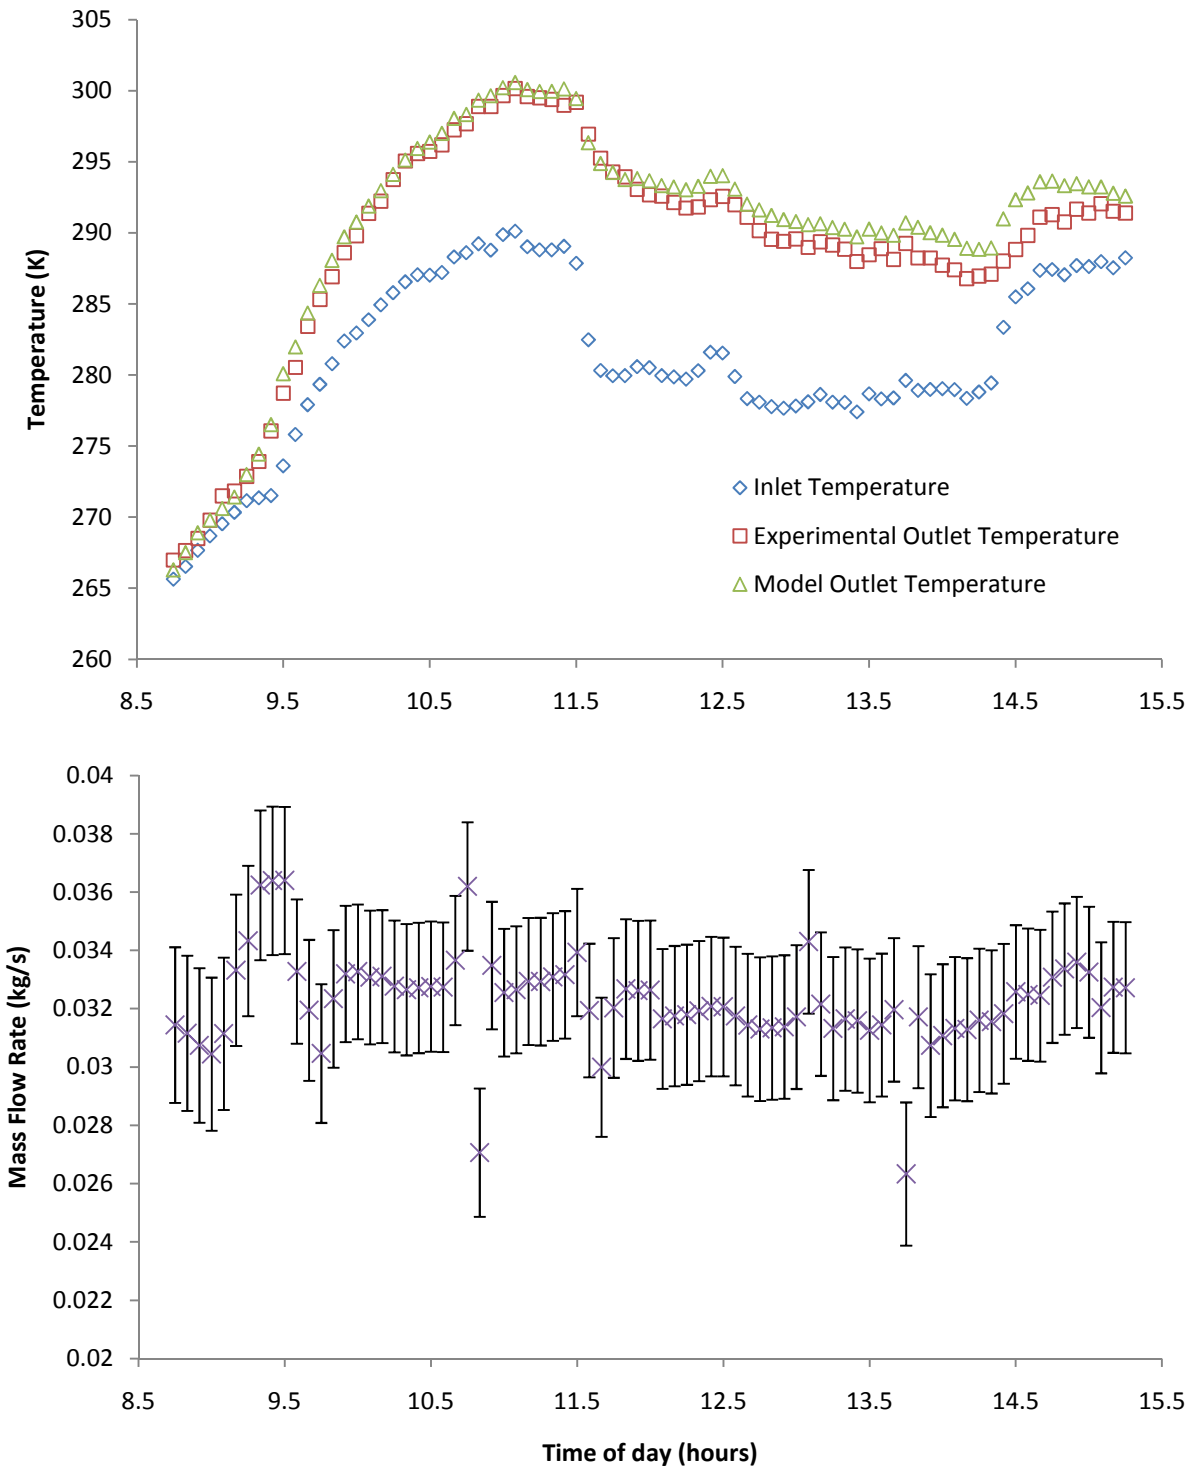 305
300
295
290
285
280
275
270
265
260
Temperature (K)
Inlet Temperature
Experimental Outlet Temperature
Model Outlet Temperature
8.5 9.5 10.5 11.5 12.5 13.5 14.5 15.5
0.04
0.038
0.036
0.034
0.032
0.03
0.028
0.026
0.024
0.022
0.02
Mass Flow Rate (kg/s)
8.5 9.5 10.5 11.5 12.5 13.5 14.5 15.5
Time of day (hours)